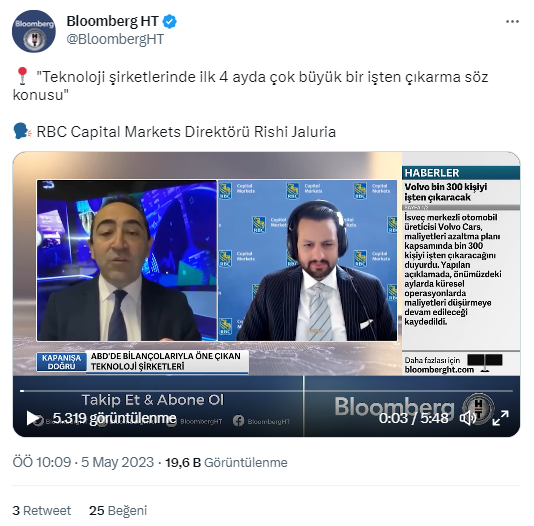 Bloomberg HT
@BloombergHT
"Teknoloji şirketlerinde ilk 4 ayda çok büyük bir işten çıkarma söz
konusu"
RBC Capital Markets Direktörü Rishi Jaluria
HABERLER
Volvo bin 300 kişiyi
işten çıkaracak
İsveç merkezli otomobil
üreticisi Volvo Cars,
maliyetleri azaltma planı
kapsamında bin 300
kişiyi işten çıkaracağını
duyurdu. Yapılan
açıklamada, önümüzdeki
aylarda küresel
operasyonlarda
maliyetleri düşürmeye
devam edileceği
kaydedildi.
RBC
Capital
Markets
KAPANIŞA
DOĞRU
ABD'DE BİLANÇOLARIYLA ÖNE ÇIKAN
TEKNOLOJİ ŞİRKETLERİ
Daha fazlası için
bloomberght.com
Takip Et & Abone Ol
BloombergHT
BloombergHT
Bloomberg HT
5.319 görüntülenme
0:03 / 5:48
ÖÖ 10:09 · 5 May 2023 · 19,6 B Görüntülenme
3 Retweet 25 Beğeni